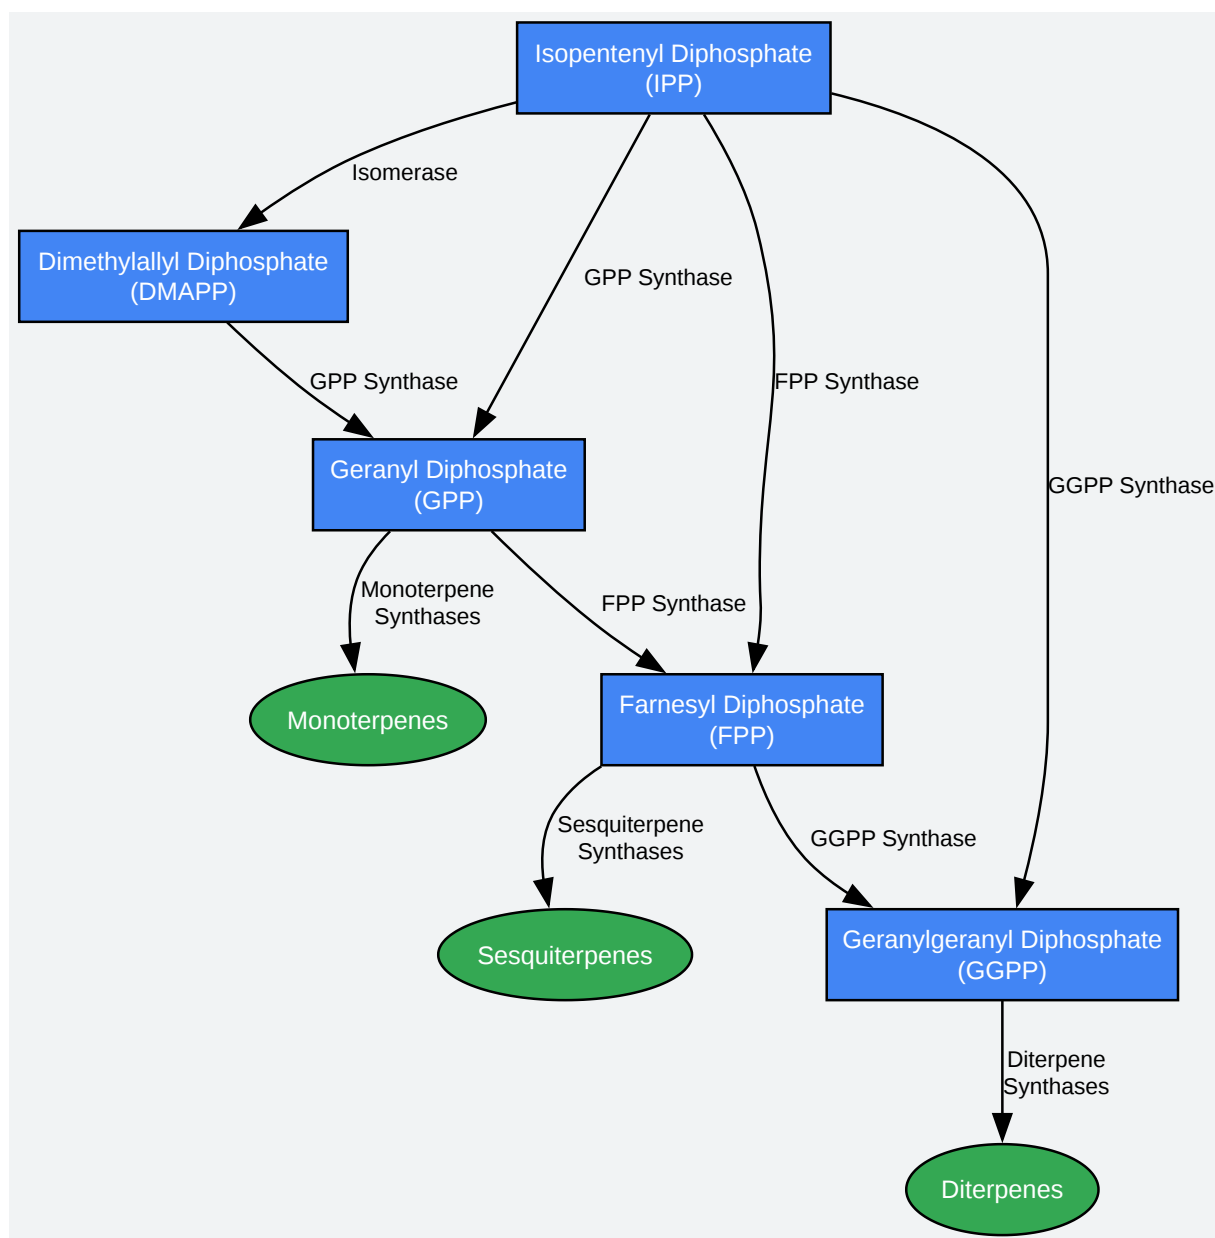 Isopentenyl Diphosphate
(IPP)
Isomerase
Dimethylallyl Diphosphate
(DMAPP)
GPP Synthase
GPP Synthase
FPP Synthase
Geranyl Diphosphate
(GPP)
GGPP Synthase
Monoterpene
Synthases
FPP Synthase
Monoterpenes
Farnesyl Diphosphate
(FPP)
Sesquiterpene
Synthases
GGPP Synthase
Sesquiterpenes
Geranylgeranyl Diphosphate
(GGPP)
Diterpene
Synthases
Diterpenes